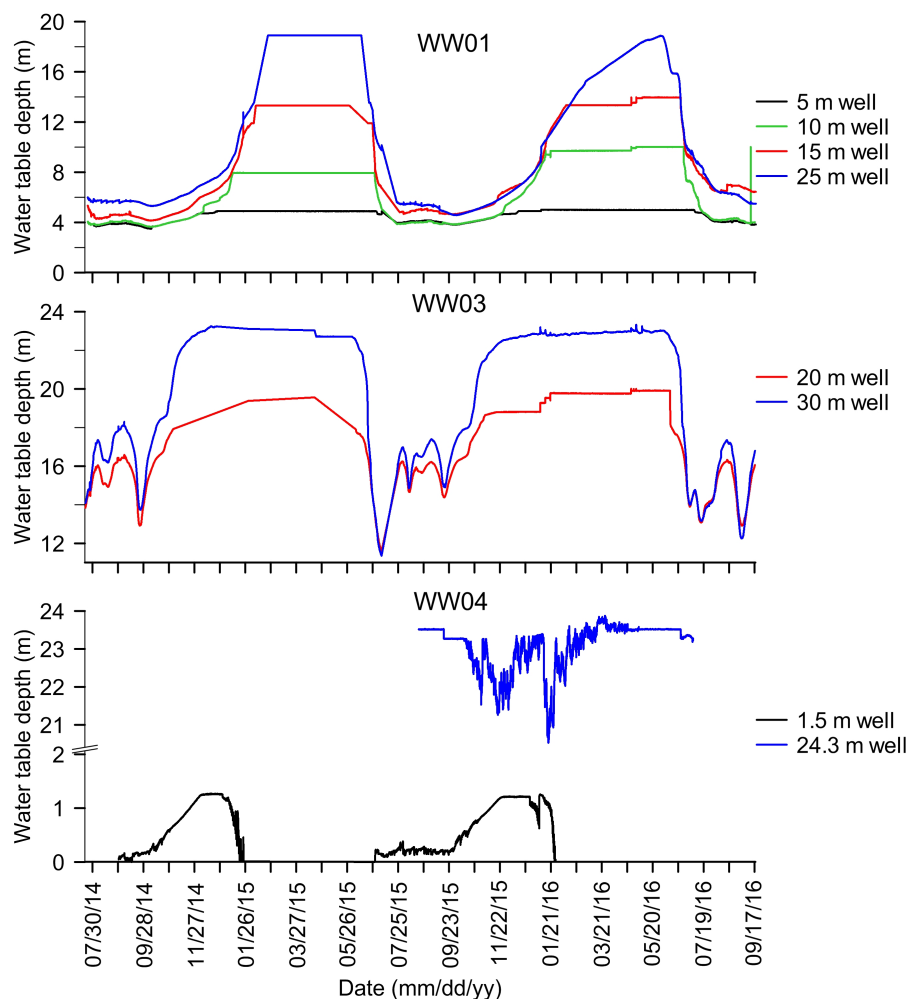 WW01
Water table depth (m)
20
16
12
8
4
0
5 m well
10 m well
15 m well
25 m well
WW03
Water table depth (m)
24
20
16
12
20 m well
30 m well
WW04
Water table depth (m)
24
23
22
21
2
1
0
1.5 m well
24.3 m well
07/30/14
09/28/14
11/27/14
01/26/15
03/27/15
05/26/15
07/25/15
09/23/15
11/22/15
01/21/16
03/21/16
05/20/16
07/19/16
09/17/16
Date (mm/dd/yy)